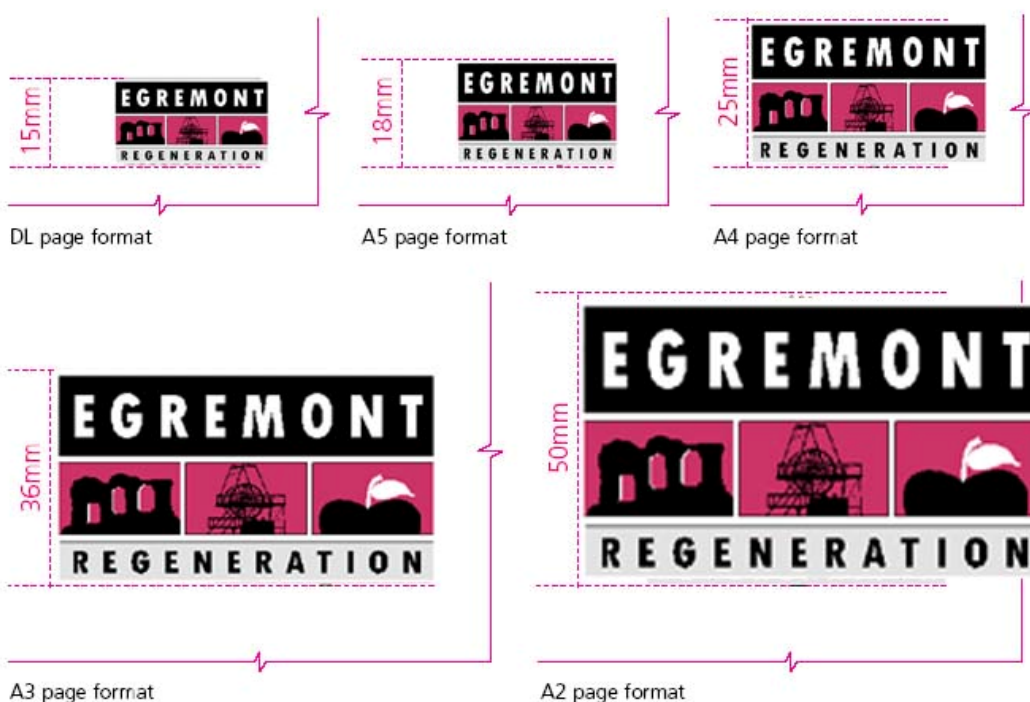 15mm
EGREMONT
REGENERATION
DL page format
18mm
EGREMONT
REGENERATION
A5 page format
25mm
EGREMONT
REGENERATION
A4 page format
36mm
EGREMONT
REGENERATION
A3 page format
50mm
EGREMONT
REGENERATION
A2 page format